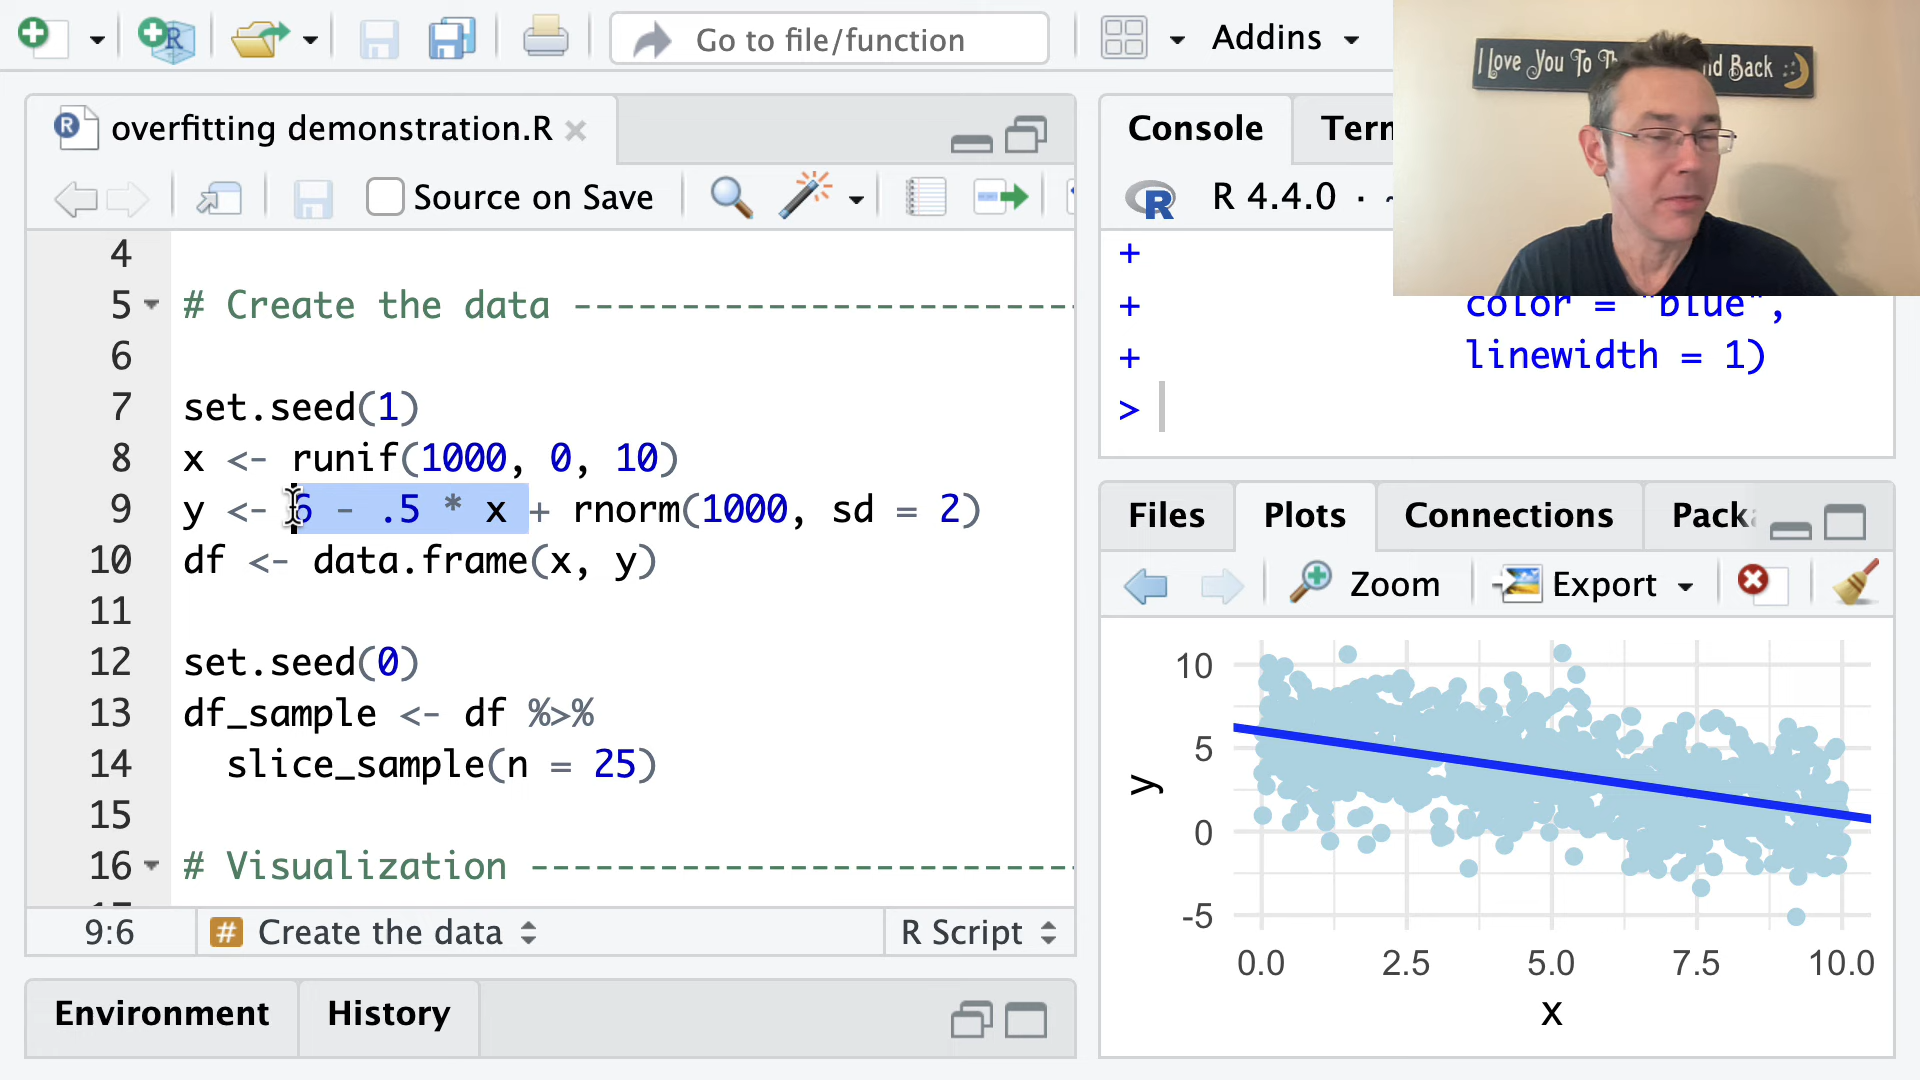 Go to file/function
Addins
I Love You To Th nd Back
overfitting demonstration.R
Source on Save
4
5 # Create the data ------------------------
6
7 set.seed(1)
8 x <- runif(1000, 0, 10)
9 y <- 6 - .5 * x + rnorm(1000, sd = 2)
10 df <- data.frame(x, y)
11
12 set.seed(0)
13 df_sample <- df %>%
14 slice_sample(n = 25)
15
16 # Visualization --------------------------
9:6
# Create the data
R Script
Environment
History
Console
Term
R 4.4.0 · ~
+
+ color = "blue",
+ linewidth = 1)
>
Files
Plots
Connections
Packa
Zoom
Export
10
5
0
-5
y
0.0 2.5 5.0 7.5 10.0
x